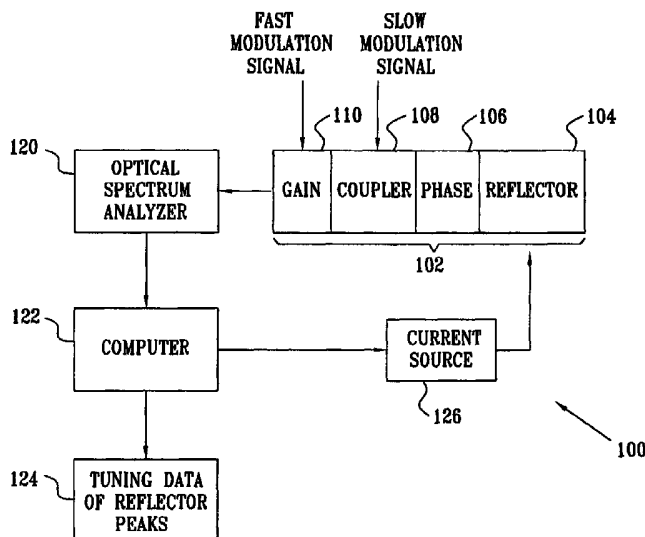 FAST
MODULATION
SIGNAL
SLOW
MODULATION
SIGNAL
110
108
106
104
120
OPTICAL
SPECTRUM
ANALYZER
GAIN
COUPLER
PHASE
REFLECTOR
102
122
COMPUTER
CURRENT
SOURCE
126
100
124
TUNING DATA
OF REFLECTOR
PEAKS